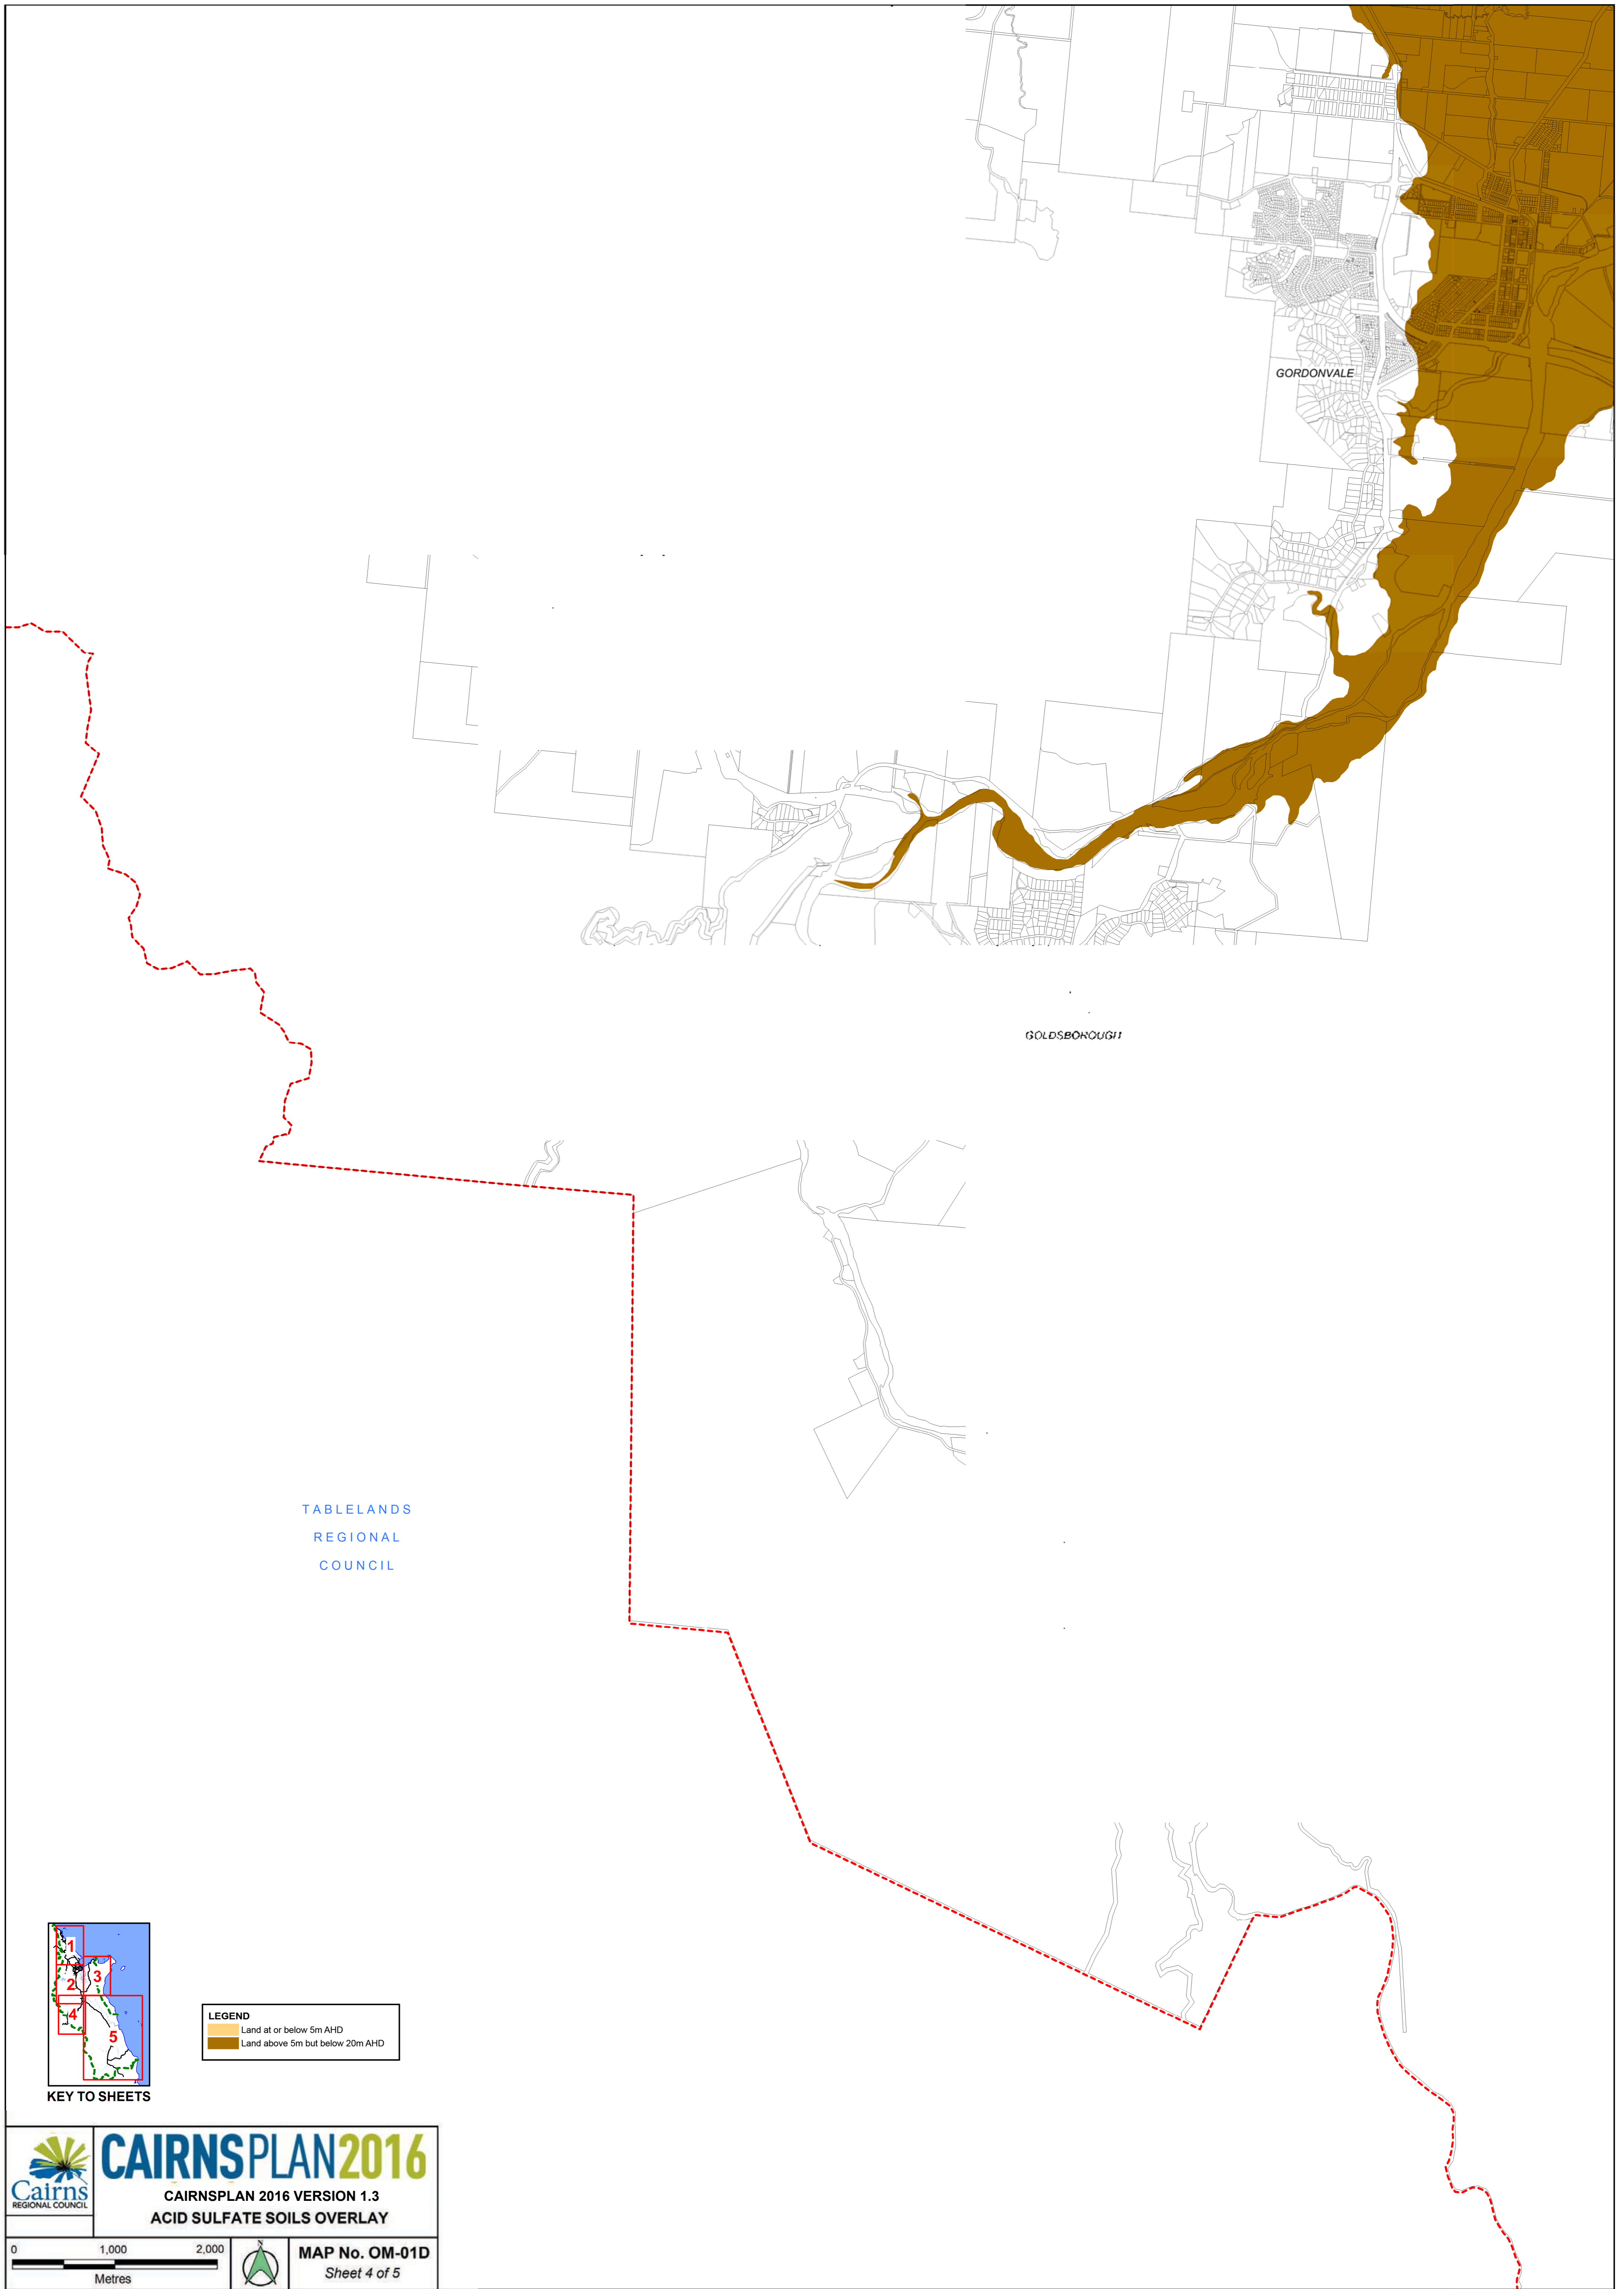 GORDONVALE
GOLDSBOROUGH
TABLELANDS
REGIONAL
COUNCIL
1
2
3
4
5
KEY TO SHEETS
LEGEND
Land at or below 5m AHD
Land above 5m but below 20m AHD
Cairns
REGIONAL COUNCIL
CAIRNSPLAN2016
CAIRNSPLAN 2016 VERSION 1.3
ACID SULFATE SOILS OVERLAY
0 1,000 2,000
Metres
N
MAP No. OM-01D
Sheet 4 of 5